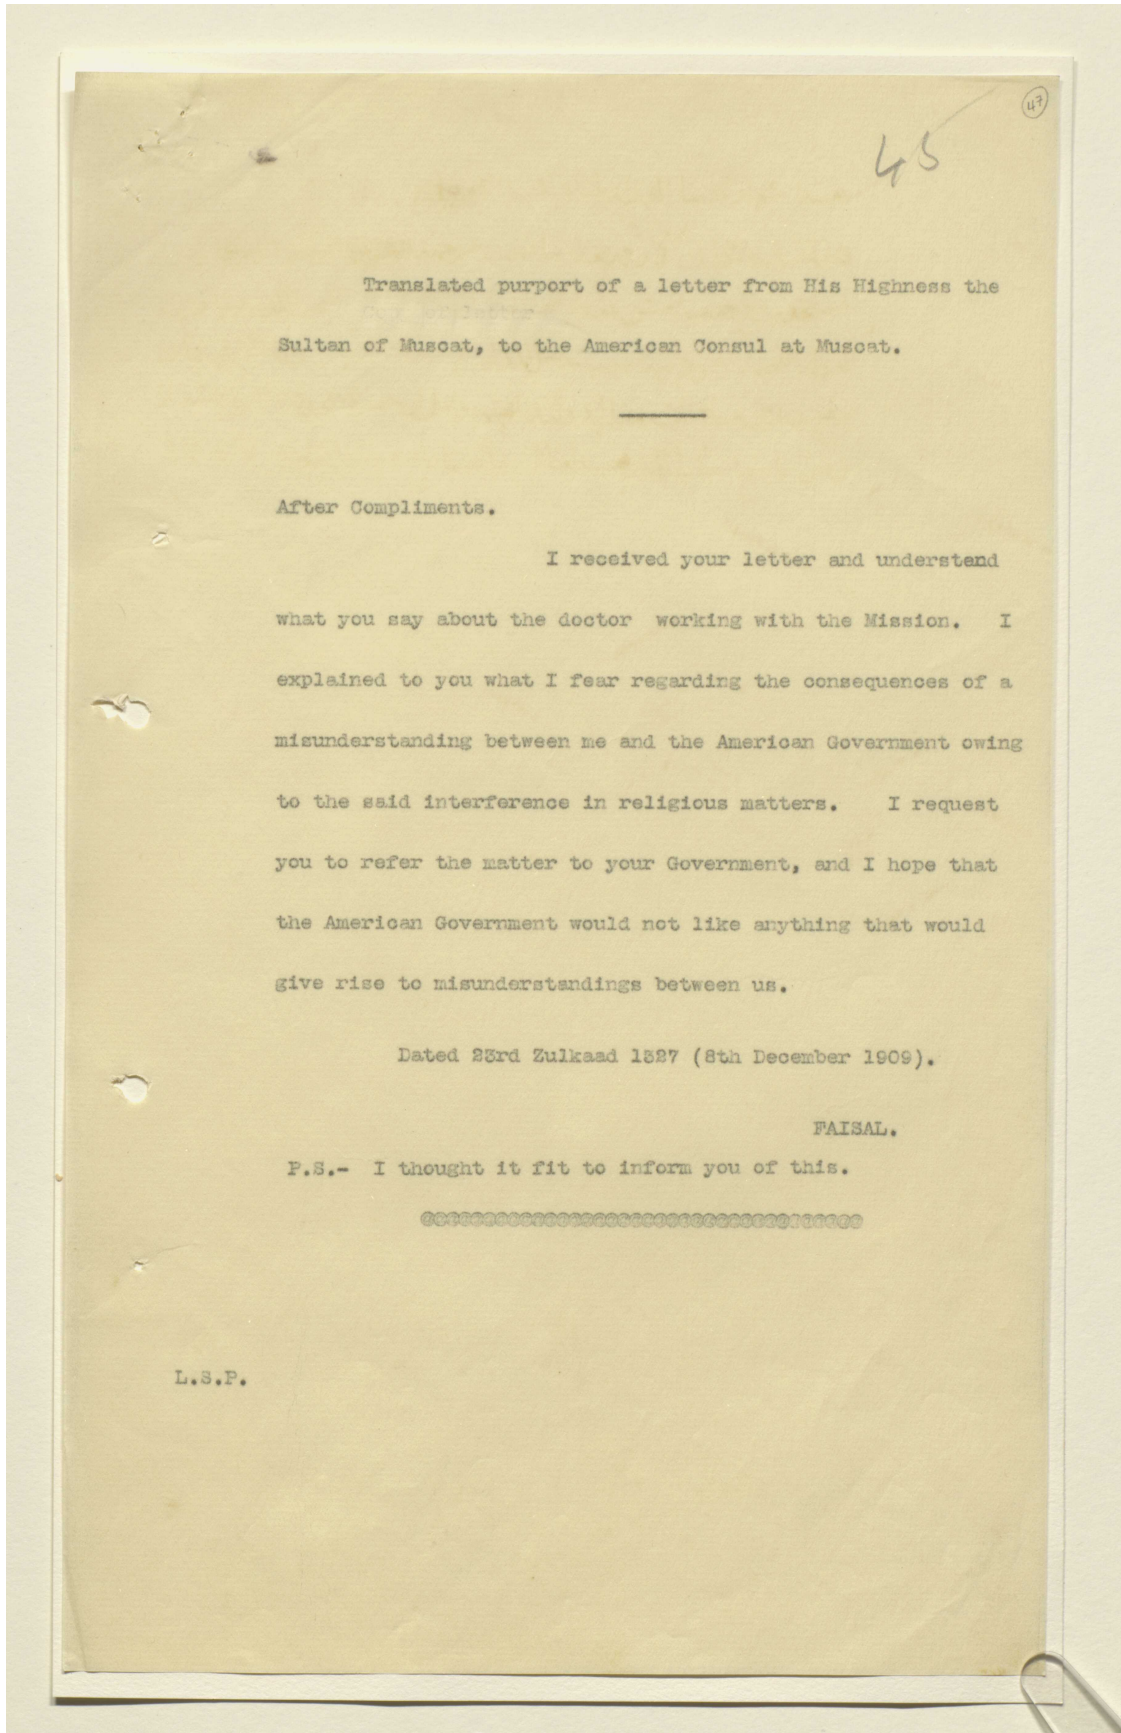 47
45
Translated purport of a letter from His Highness the
Sultan of Muscat, to the American Consul at Muscat.
After Compliments.
I received your letter and understand
what you say about the doctor working with the Mission. I
explained to you what I fear regarding the consequences of a
misunderstanding between me and the American Government owing
to the said interference in religious matters. I request
you to refer the matter to your Government, and I hope that
the American Government would not like anything that would
give rise to misunderstandings between us.
Dated 23rd Zulkaad 1327 (8th December 1909).
FAISAL.
P.S.- I thought it fit to inform you of this.
L.S.P.